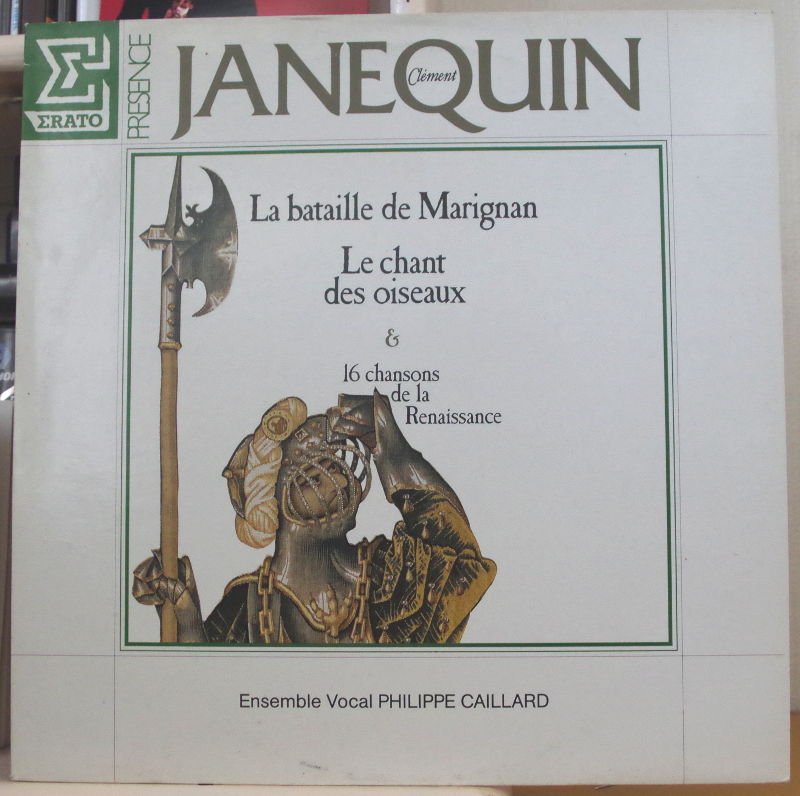 ΣRATO
PRESENCE
JANEQUIN
Clément
La bataille de Marignan
Le chant
des oiseaux
&
16 chansons
de la
Renaissance
Ensemble Vocal PHILIPPE CAILLARD